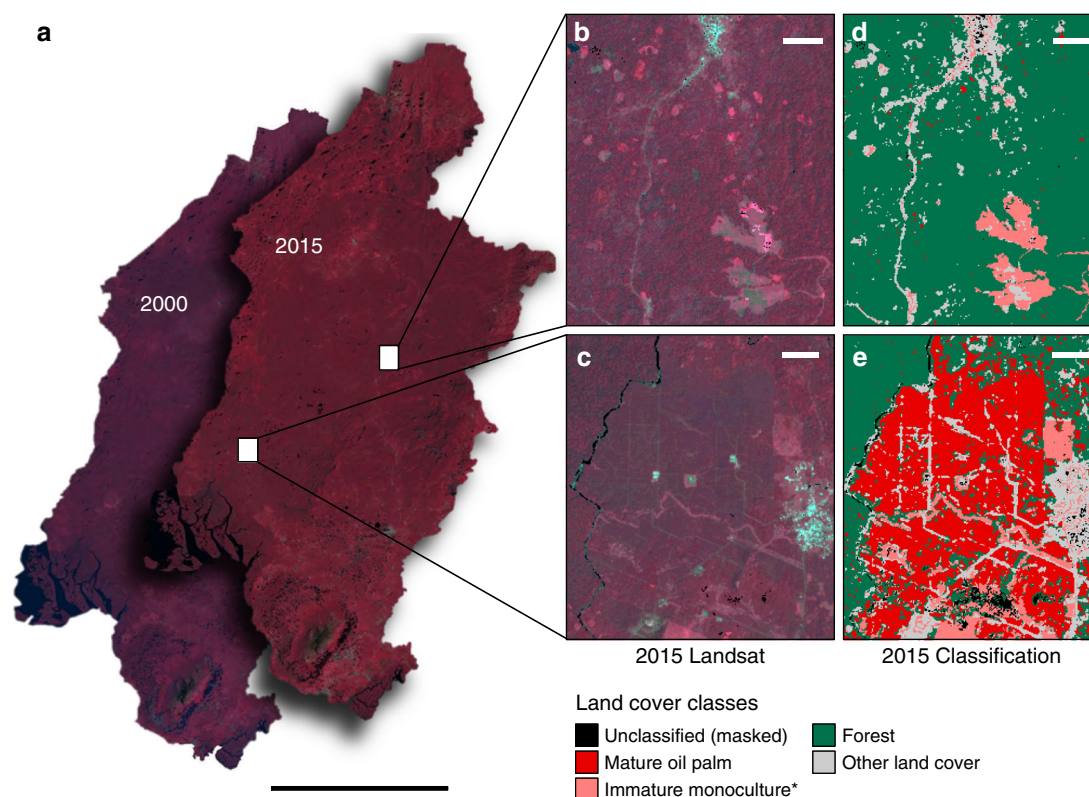 a
b
d
2015
2000
c
e
2015 Landsat
2015 Classification
Land cover classes
Unclassified (masked)
Forest
Mature oil palm
Other land cover
Immature monoculture*